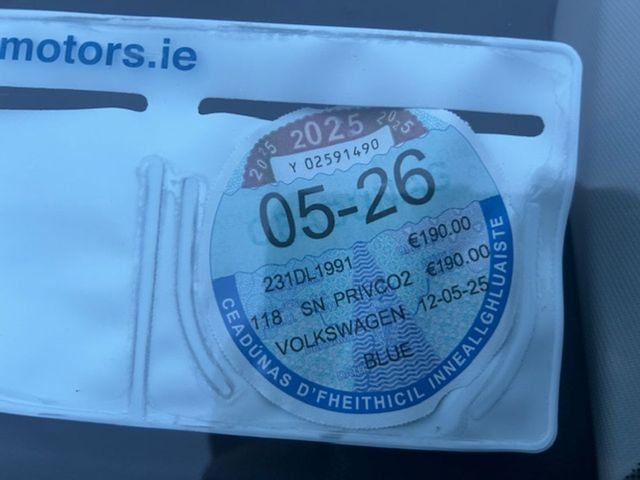 motors.ie
2025 2025 2025
Y 02591490
05-26
€190.00
231DL1991
118 SN PRIVCO2 €190.00
VOLKSWAGEN 12-05-25
BLUE
CEADÚNAS D'FHEITHICIL INNEALLGHLUAISTE